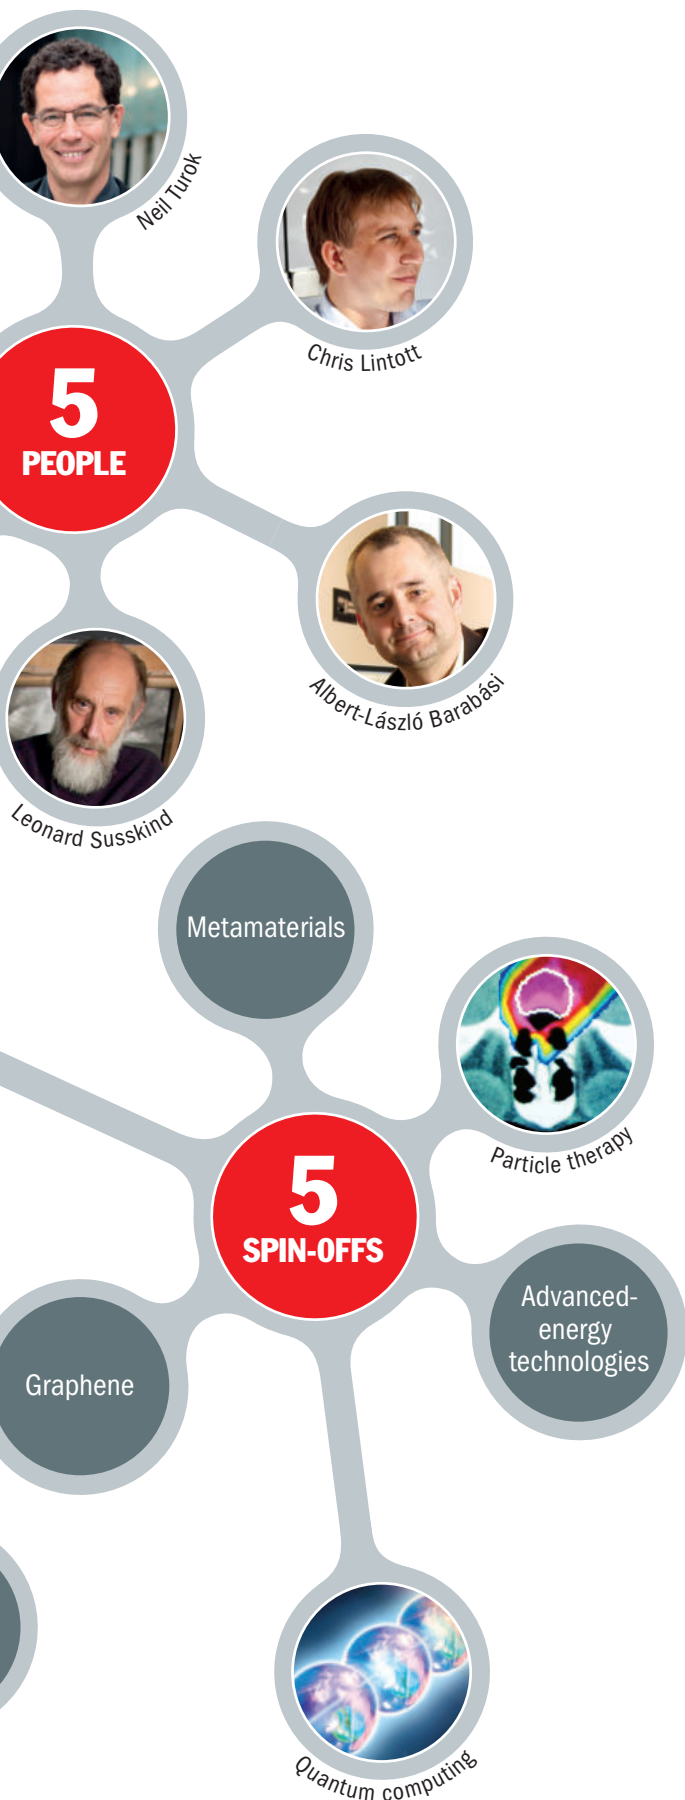 Neil Turok
Chris Lintott
5
PEOPLE
Albert-László Barabási
Leonard Susskind
Metamaterials
Particle therapy
5
SPIN-OFFS
Advanced-
energy
technologies
Graphene
Quantum computing